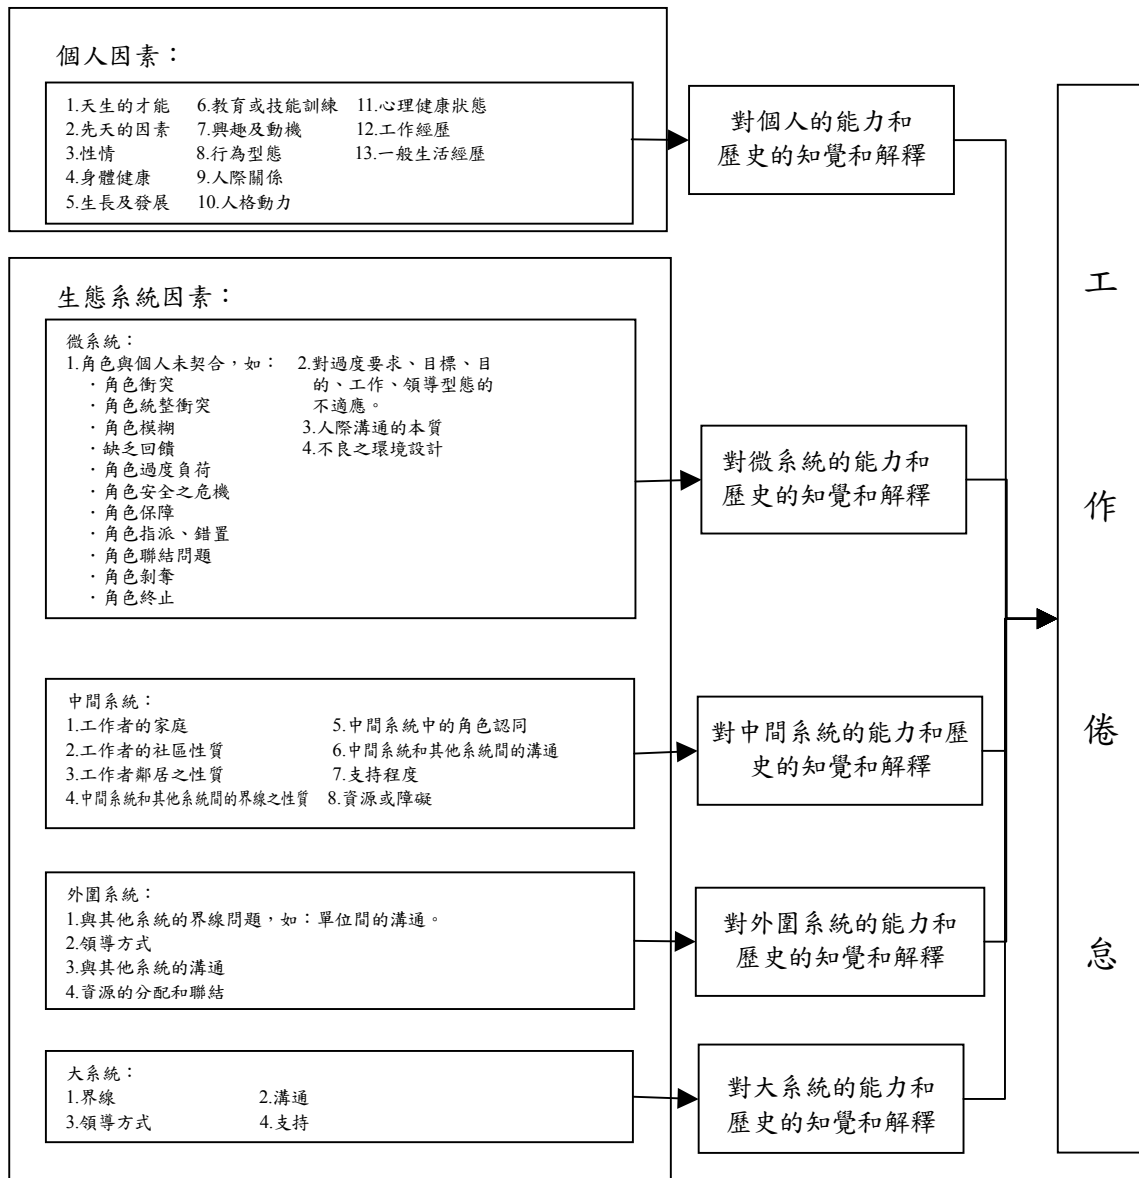 個人因素：
1.天生的才能 6.教育或技能訓練 11.心理健康狀態
2.先天的因素 7.興趣及動機 12.工作經歷
3.性情 8.行為型態 13.一般生活經歷
4.身體健康 9.人際關係
5.生長及發展 10.人格動力
對個人的能力和
歷史的知覺和解釋
生態系統因素：
微系統：
1.角色與個人未契合，如：
・角色衝突
・角色統整衝突
・角色模糊
・缺乏回饋
・角色過度負荷
・角色安全之危機
・角色保障
・角色指派、錯置
・角色聯結問題
・角色剝奪
・角色終止
2.對過度要求、目標、目
的、工作、領導型態的
不適應。
3.人際溝通的本質
4.不良之環境設計
對微系統的能力和
歷史的知覺和解釋
中間系統：
1.工作者的家庭 5.中間系統中的角色認同
2.工作者的社區性質 6.中間系統和其他系統間的溝通
3.工作者鄰居之性質 7.支持程度
4.中間系統和其他系統間的界線之性質 8.資源或障礙
對中間系統的能力和歷
史的知覺和解釋
外圍系統：
1.與其他系統的界線問題，如：單位間的溝通。
2.領導方式
3.與其他系統的溝通
4.資源的分配和聯結
對外圍系統的能力和
歷史的知覺和解釋
大系統：
1.界線 2.溝通
3.領導方式 4.支持
對大系統的能力和
歷史的知覺和解釋
工作倦怠